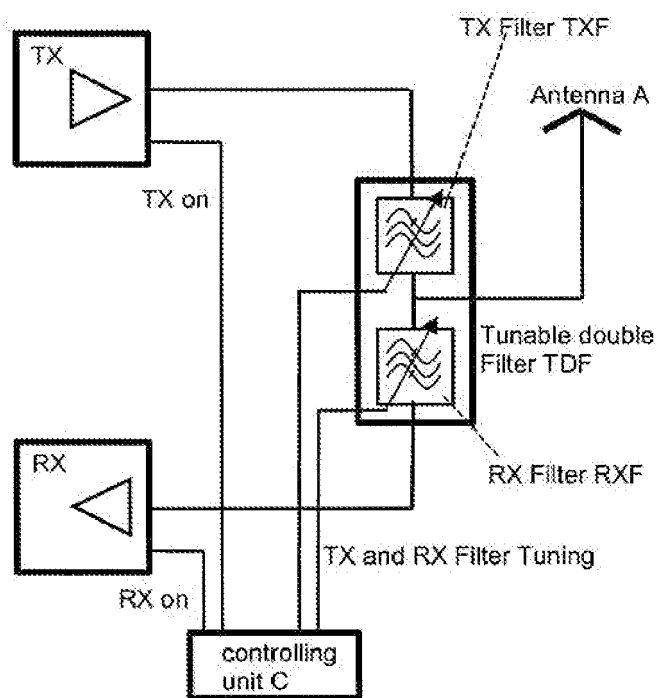 TX Filter TXF
TX
Antenna A
TX on
Tunable double
Filter TDF
RX
RX Filter RXF
TX and RX Filter Tuning
RX on
controlling
unit C